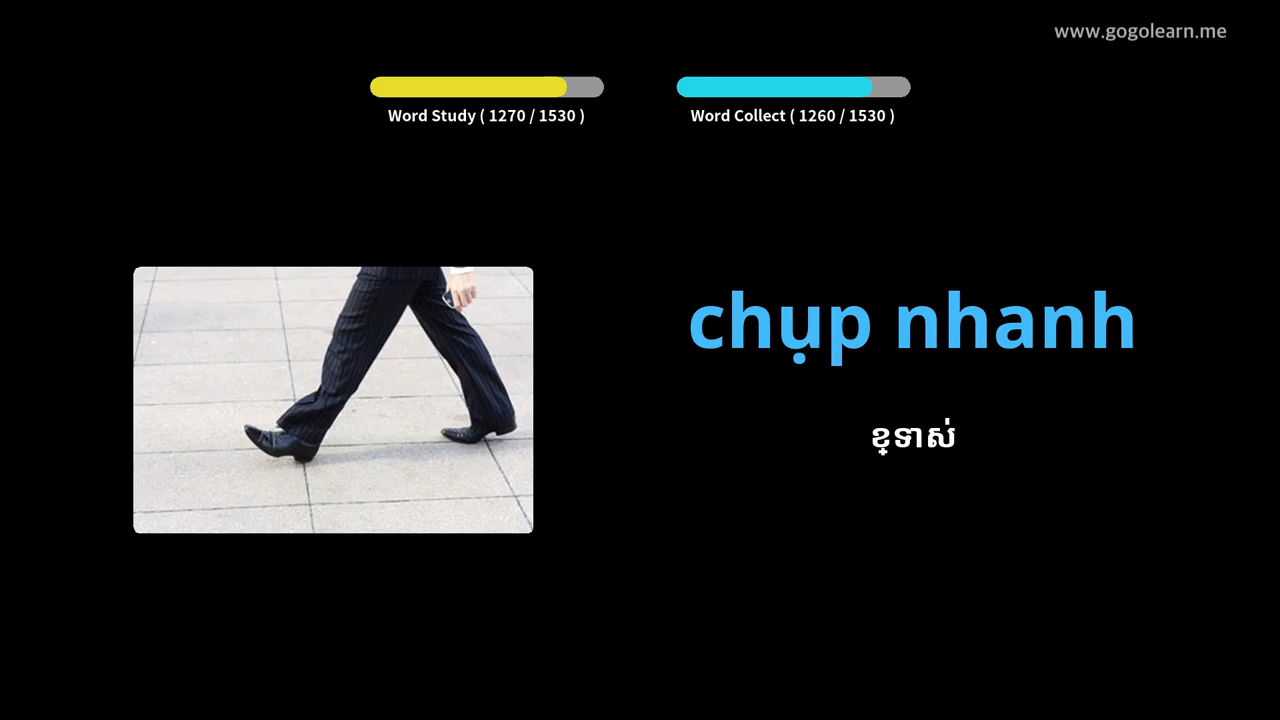 www.gogolearn.me
Word Study ( 1270 / 1530 )
Word Collect ( 1260 / 1530 )
chụp nhanh
ខ្ទាស់